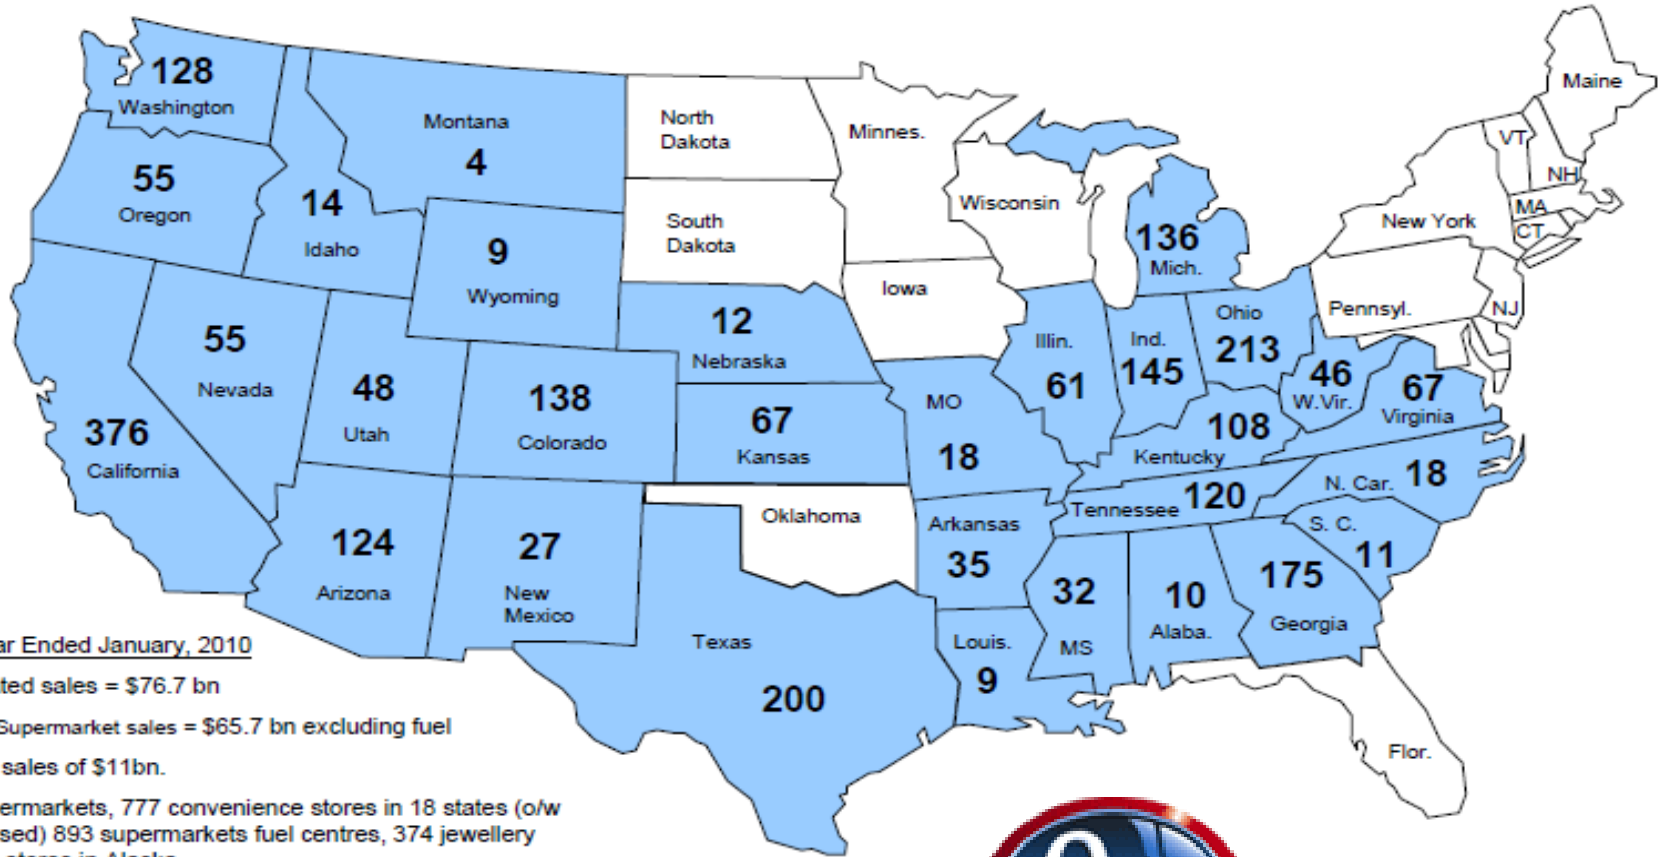 128
Washington
Montana
4
North
Dakota
Minnes.
Maine
VT
NH
MA
CT
New York
55
Oregon
14
Idaho
9
Wyoming
South
Dakota
Wisconsin
136
Mich.
Iowa
Pennsyl.
NJ
55
Nevada
12
Nebraska
Illin.
61
Ind.
145
Ohio
213
46
W.Vir.
67
Virginia
376
California
48
Utah
138
Colorado
67
Kansas
MO
18
108
Kentucky
N. Car. 18
Tennessee 120
124
Arizona
27
New
Mexico
Oklahoma
Arkansas
35
S. C.
11
32
MS
10
Alaba.
175
Georgia
Texas
200
Louis.
9
Flor.
ar Ended January, 2010
ted sales = $76.7 bn
Supermarket sales = $65.7 bn excluding fuel
sales of $11bn.
ermarkets, 777 convenience stores in 18 states (o/w
sed) 893 supermarkets fuel centres, 374 jewellery